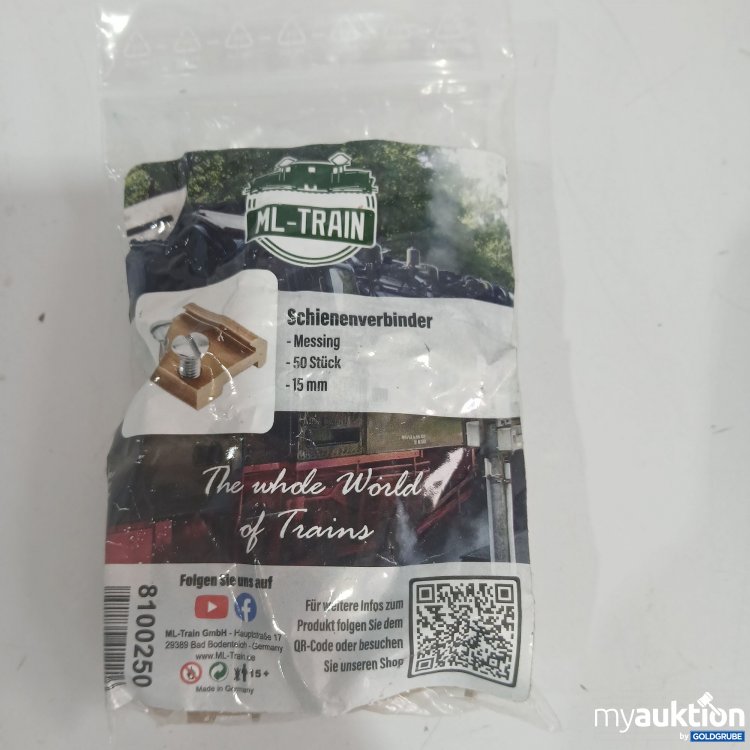 ML-TRAIN
Schienenverbinder
- Messing
- 50 Stück
- 15 mm
The whole World
of Trains
Folgen Sie uns auf
ML-Train GmbH - Hauptstraße 17
29389 Bad Bodenteich - Germany
www.ML-Train.de
15+
Made in Germany
8100250
Für weitere Infos zum
Produkt folgen Sie dem
QR-Code oder besuchen
Sie unseren Shop
myauktion
by GOLDGRUBE